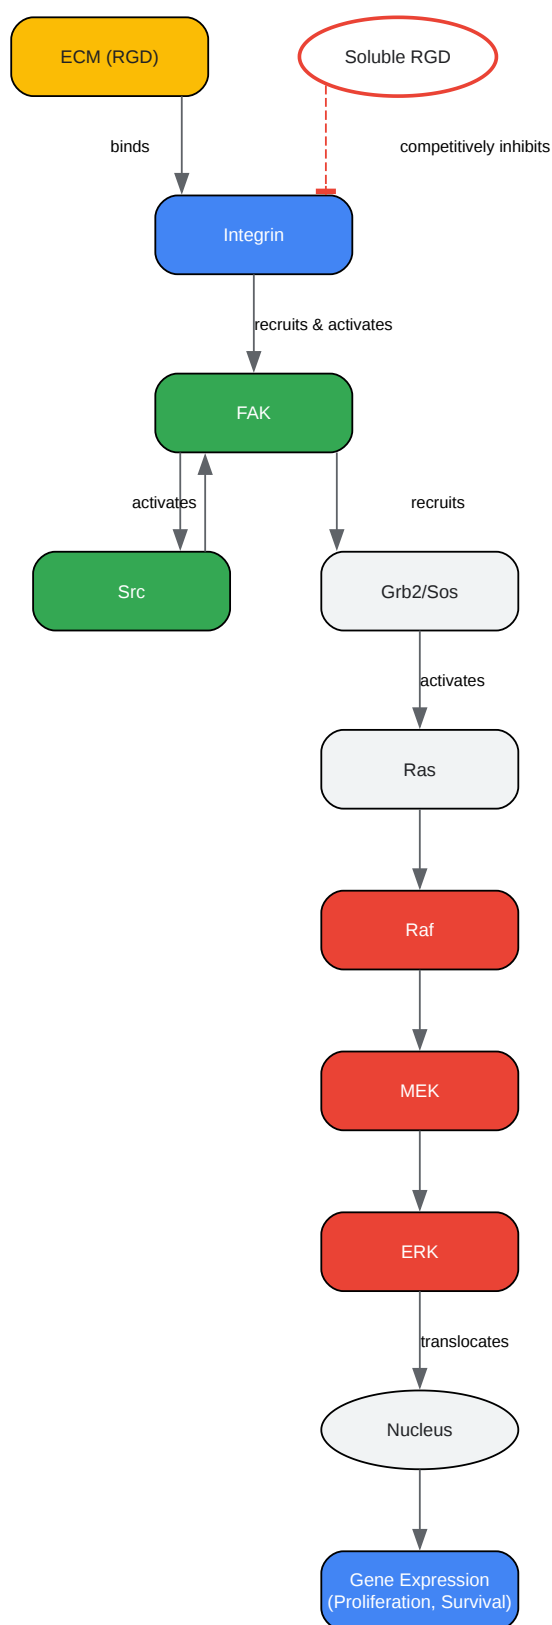 ECM (RGD)
Soluble RGD
binds
competitively inhibits
Integrin
recruits & activates
FAK
activates
recruits
Src
Grb2/Sos
activates
Ras
Raf
MEK
ERK
translocates
Nucleus
Gene Expression
(Proliferation, Survival)